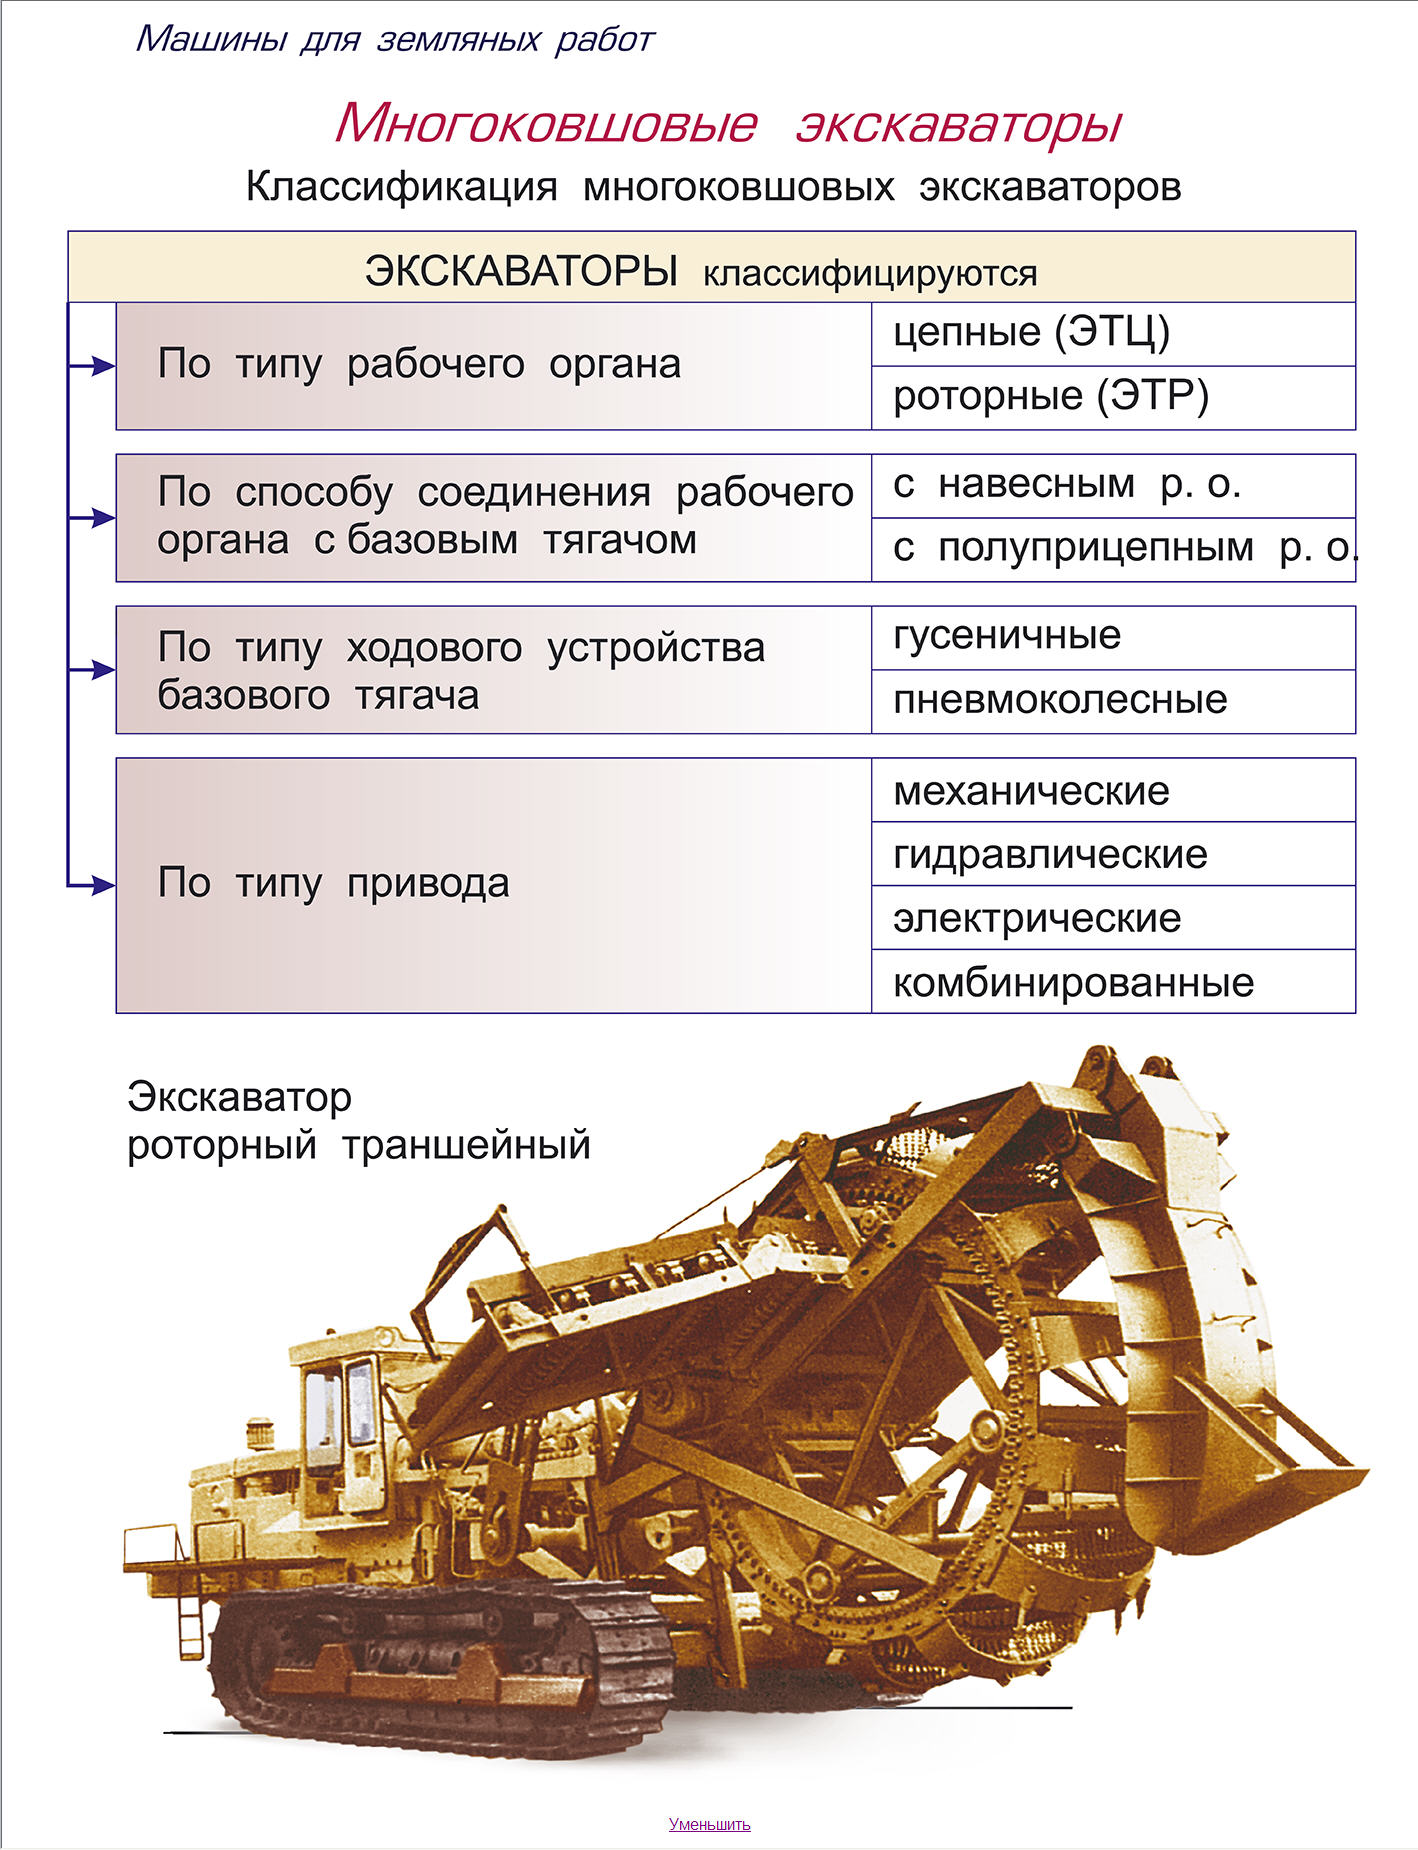 Машины для земляных работ
Многоковшовые экскаваторы
Классификация многоковшовых экскаваторов
ЭКСКАВАТОРЫ классифицируются
По типу рабочего органа
цепные (ЭТЦ)
роторные (ЭТР)
По способу соединения рабочего
органа с базовым тягачом
с навесным р. о.
с полуприцепным р. о.
По типу ходового устройства
базового тягача
гусеничные
пневмоколесные
По типу привода
механические
гидравлические
электрические
комбинированные
Экскаватор
роторный траншейный
Уменьшить